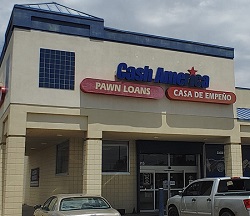 Cash America
PAWN LOANS
CASA DE EMPEÑO